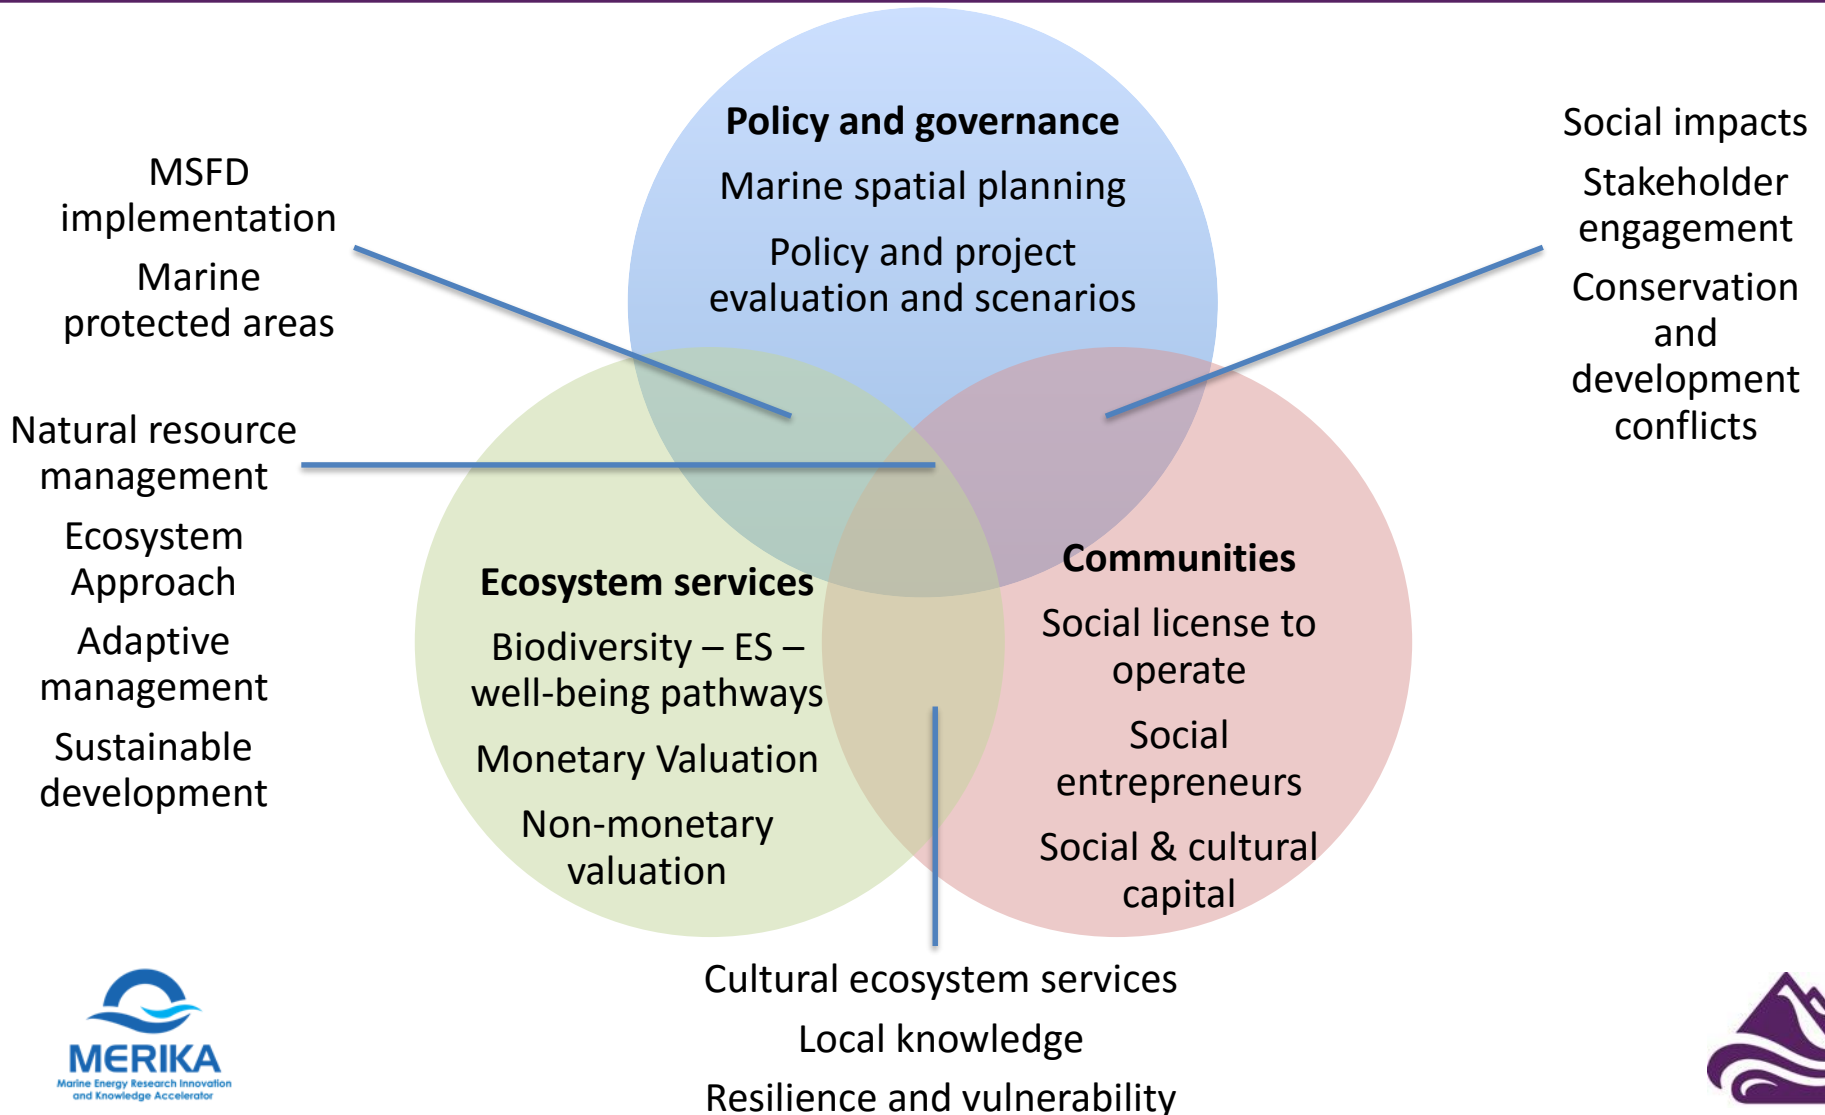 Policy and governance
Marine spatial planning
Policy and project
evaluation and scenarios
MSFD
implementation
Marine
protected areas
Natural resource
management
Ecosystem
Approach
Adaptive
management
Sustainable
development
Social impacts
Stakeholder
engagement
Conservation
and
development
conflicts
Ecosystem services
Biodiversity – ES –
well-being pathways
Monetary Valuation
Non-monetary
valuation
Communities
Social license to
operate
Social
entrepreneurs
Social & cultural
capital
Cultural ecosystem services
Local knowledge
Resilience and vulnerability
MERIKA
Marine Energy Research Innovation
and Knowledge Accelerator